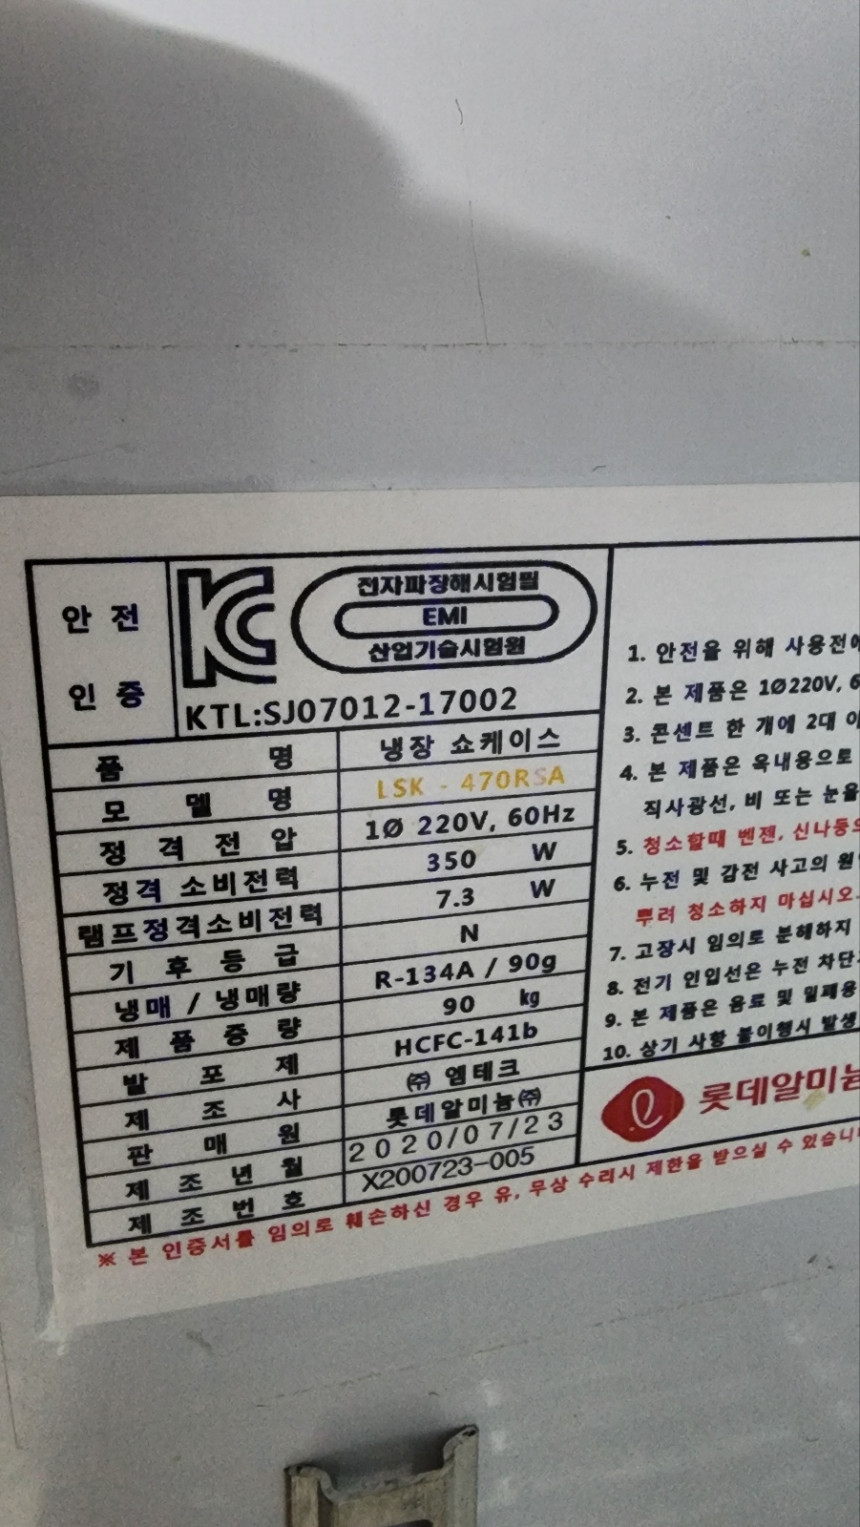 안 전
인 증
전자파장해시험필
EMI
산업기술시험원
KTL:SJ07012-17002
품 명 냉장 쇼케이스
모 델 명 LSK - 470RSA
정 격 전 압 1Ø 220V, 60Hz
정격 소비전력 350 W
램프정격소비전력 7.3 W
기 후 등 급 N
냉매 / 냉매량 R-134A / 90g
제 품 중 량 90 kg
발 포 제 HCFC-141b
제 조 사 ㈜ 엠테크
판 매 원 롯데알미늄㈜
제 조 년 월 2020/07/23
제 조 번 호 X200723-005
1. 안전을 위해 사용전에
2. 본 제품은 1Ø220V, 6
3. 콘센트 한 개에 2대 이
4. 본 제품은 옥내용으로
직사광선, 비 또는 눈을
5. 청소할때 벤젠, 신나등으
6. 누전 및 감전 사고의 원인
뿌려 청소하지 마십시오.
7. 고장시 임의로 분해하지
8. 전기 인입선은 누전 차단
9. 본 제품은 음료 및 밀폐용
10. 상기 사항 불이행시 발생
롯데알미늄
※ 본 인증서를 임의로 훼손하신 경우 유, 무상 수리시 제한을 받으실 수 있습니